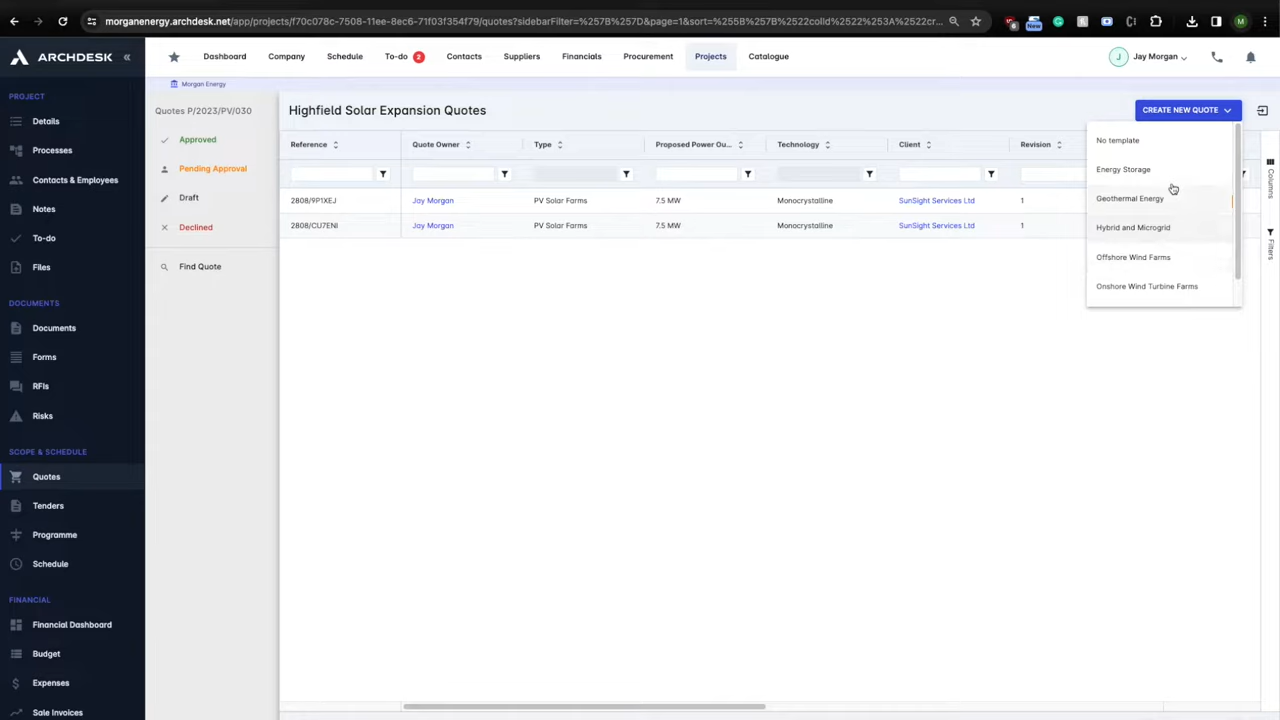 morganenergy.archdesk.net/app/projects/f70c078c-7508-11ee-8ec6-71f03f354f79/quotes?sidebarFilter=%257B%257D&page=1&sort=%255B%257B%2522colId%2522%253A%2522cr...
6
New
M
ARCHDESK
Dashboard
Company
Schedule
To-do 2
Contacts
Suppliers
Financials
Procurement
Projects
Catalogue
J Jay Morgan
Morgan Energy
PROJECT
Details
Processes
Contacts & Employees
Notes
To-do
Files
DOCUMENTS
Documents
Forms
RFIs
Risks
SCOPE & SCHEDULE
Quotes
Tenders
Programme
Schedule
FINANCIAL
Financial Dashboard
Budget
Expenses
Sale Invoices
Quotes P/2023/PV/030
Approved
Pending Approval
Draft
Declined
Find Quote
Highfield Solar Expansion Quotes
CREATE NEW QUOTE
No template
Energy Storage
Geothermal Energy
Hybrid and Microgrid
Offshore Wind Farms
Onshore Wind Turbine Farms
Reference Quote Owner Type Proposed Power Ou... Technology Client Revision
2808/9P1XEJ Jay Morgan PV Solar Farms 7.5 MW Monocrystalline SunSight Services Ltd 1
2808/CU7ENI Jay Morgan PV Solar Farms 7.5 MW Monocrystalline SunSight Services Ltd 1
Columns
Filters